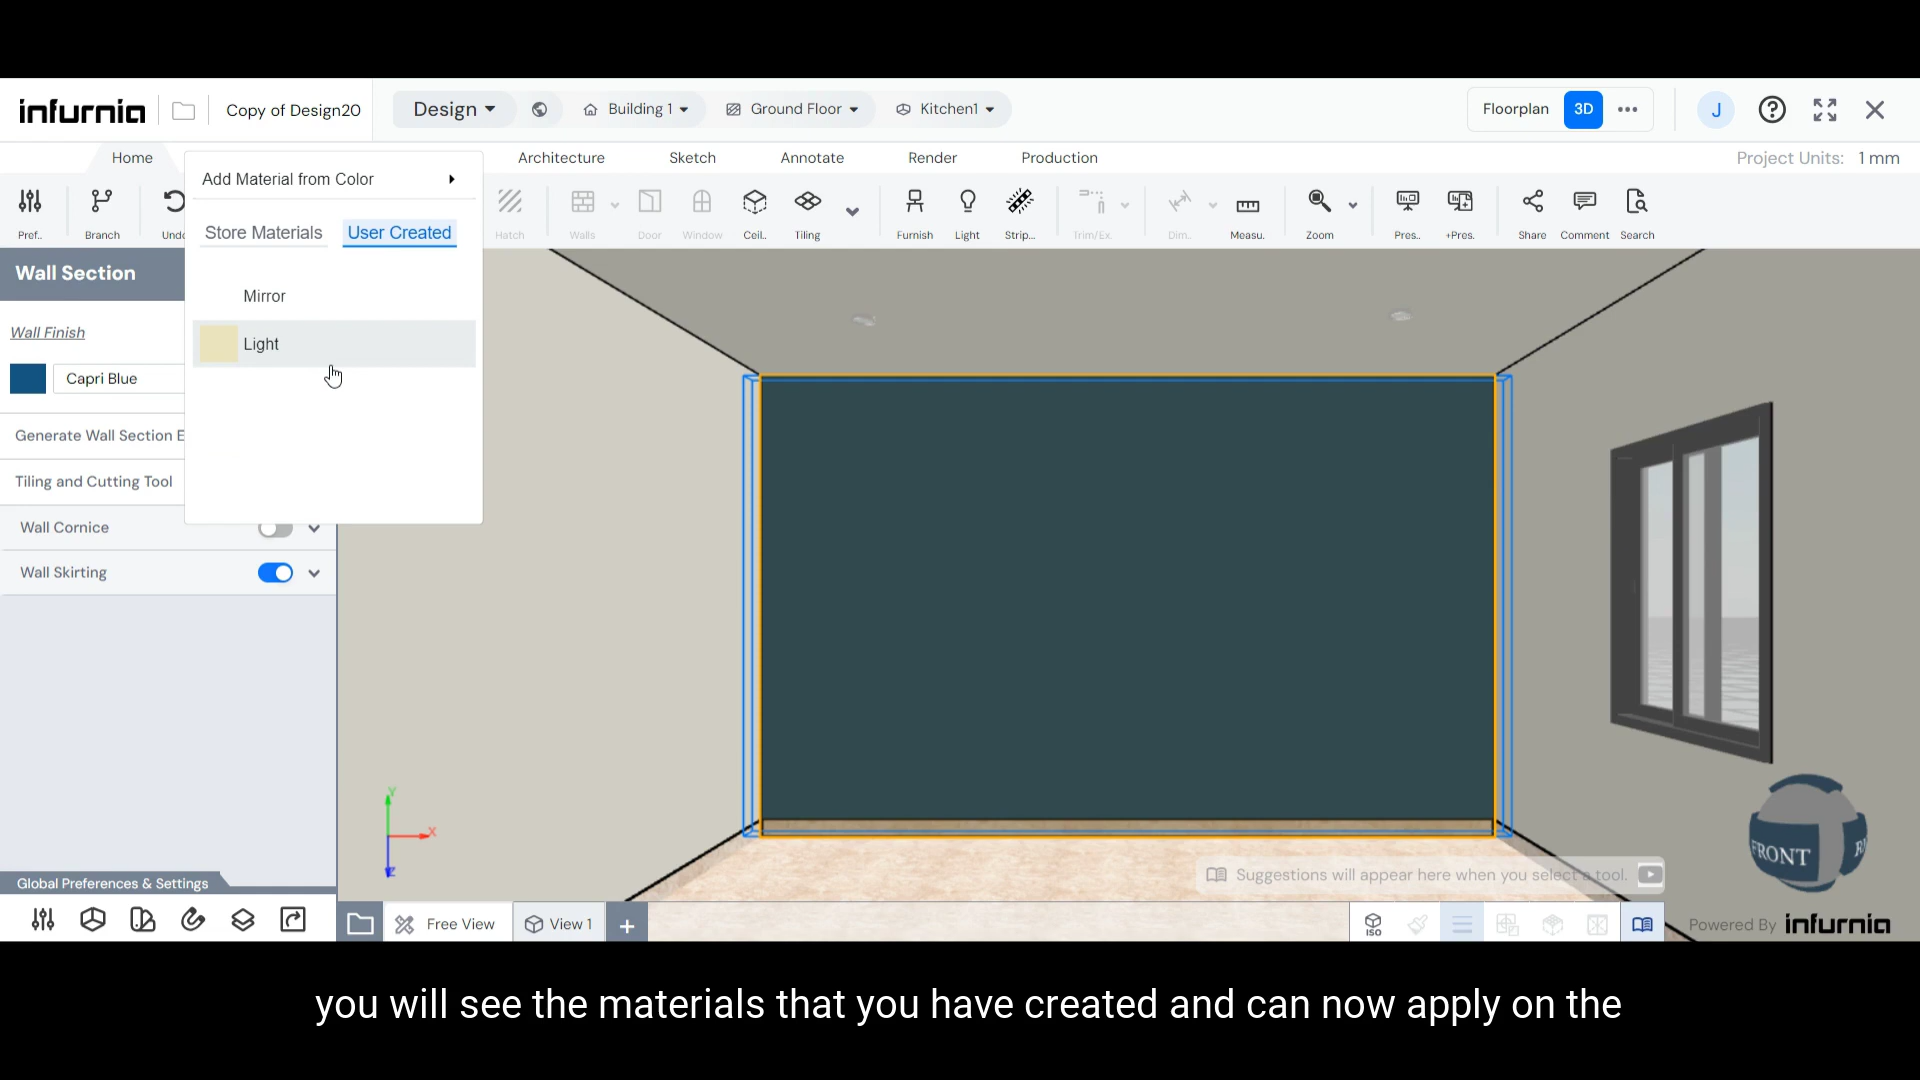 infurnia
Copy of Design20
Design
Building 1
Ground Floor
Kitchen1
Floorplan
3D
J
Home
Architecture
Sketch
Annotate
Render
Production
Project Units: 1 mm
Pref..
Branch
Undo
Hatch
Walls
Door
Window
Ceil..
Tiling
Furnish
Light
Strip...
Trim/Ex.
Dim..
Measu.
Zoom
Pres..
+Pres.
Share
Comment
Search
Add Material from Color
Store Materials
User Created
Mirror
Light
Wall Section
Wall Finish
Capri Blue
Generate Wall Section E
Tiling and Cutting Tool
Wall Cornice
Wall Skirting
Y
X
Z
FRONT
Suggestions will appear here when you select a tool.
Global Preferences & Settings
Free View
View 1
+
ISO
Powered By infurnia
you will see the materials that you have created and can now apply on the